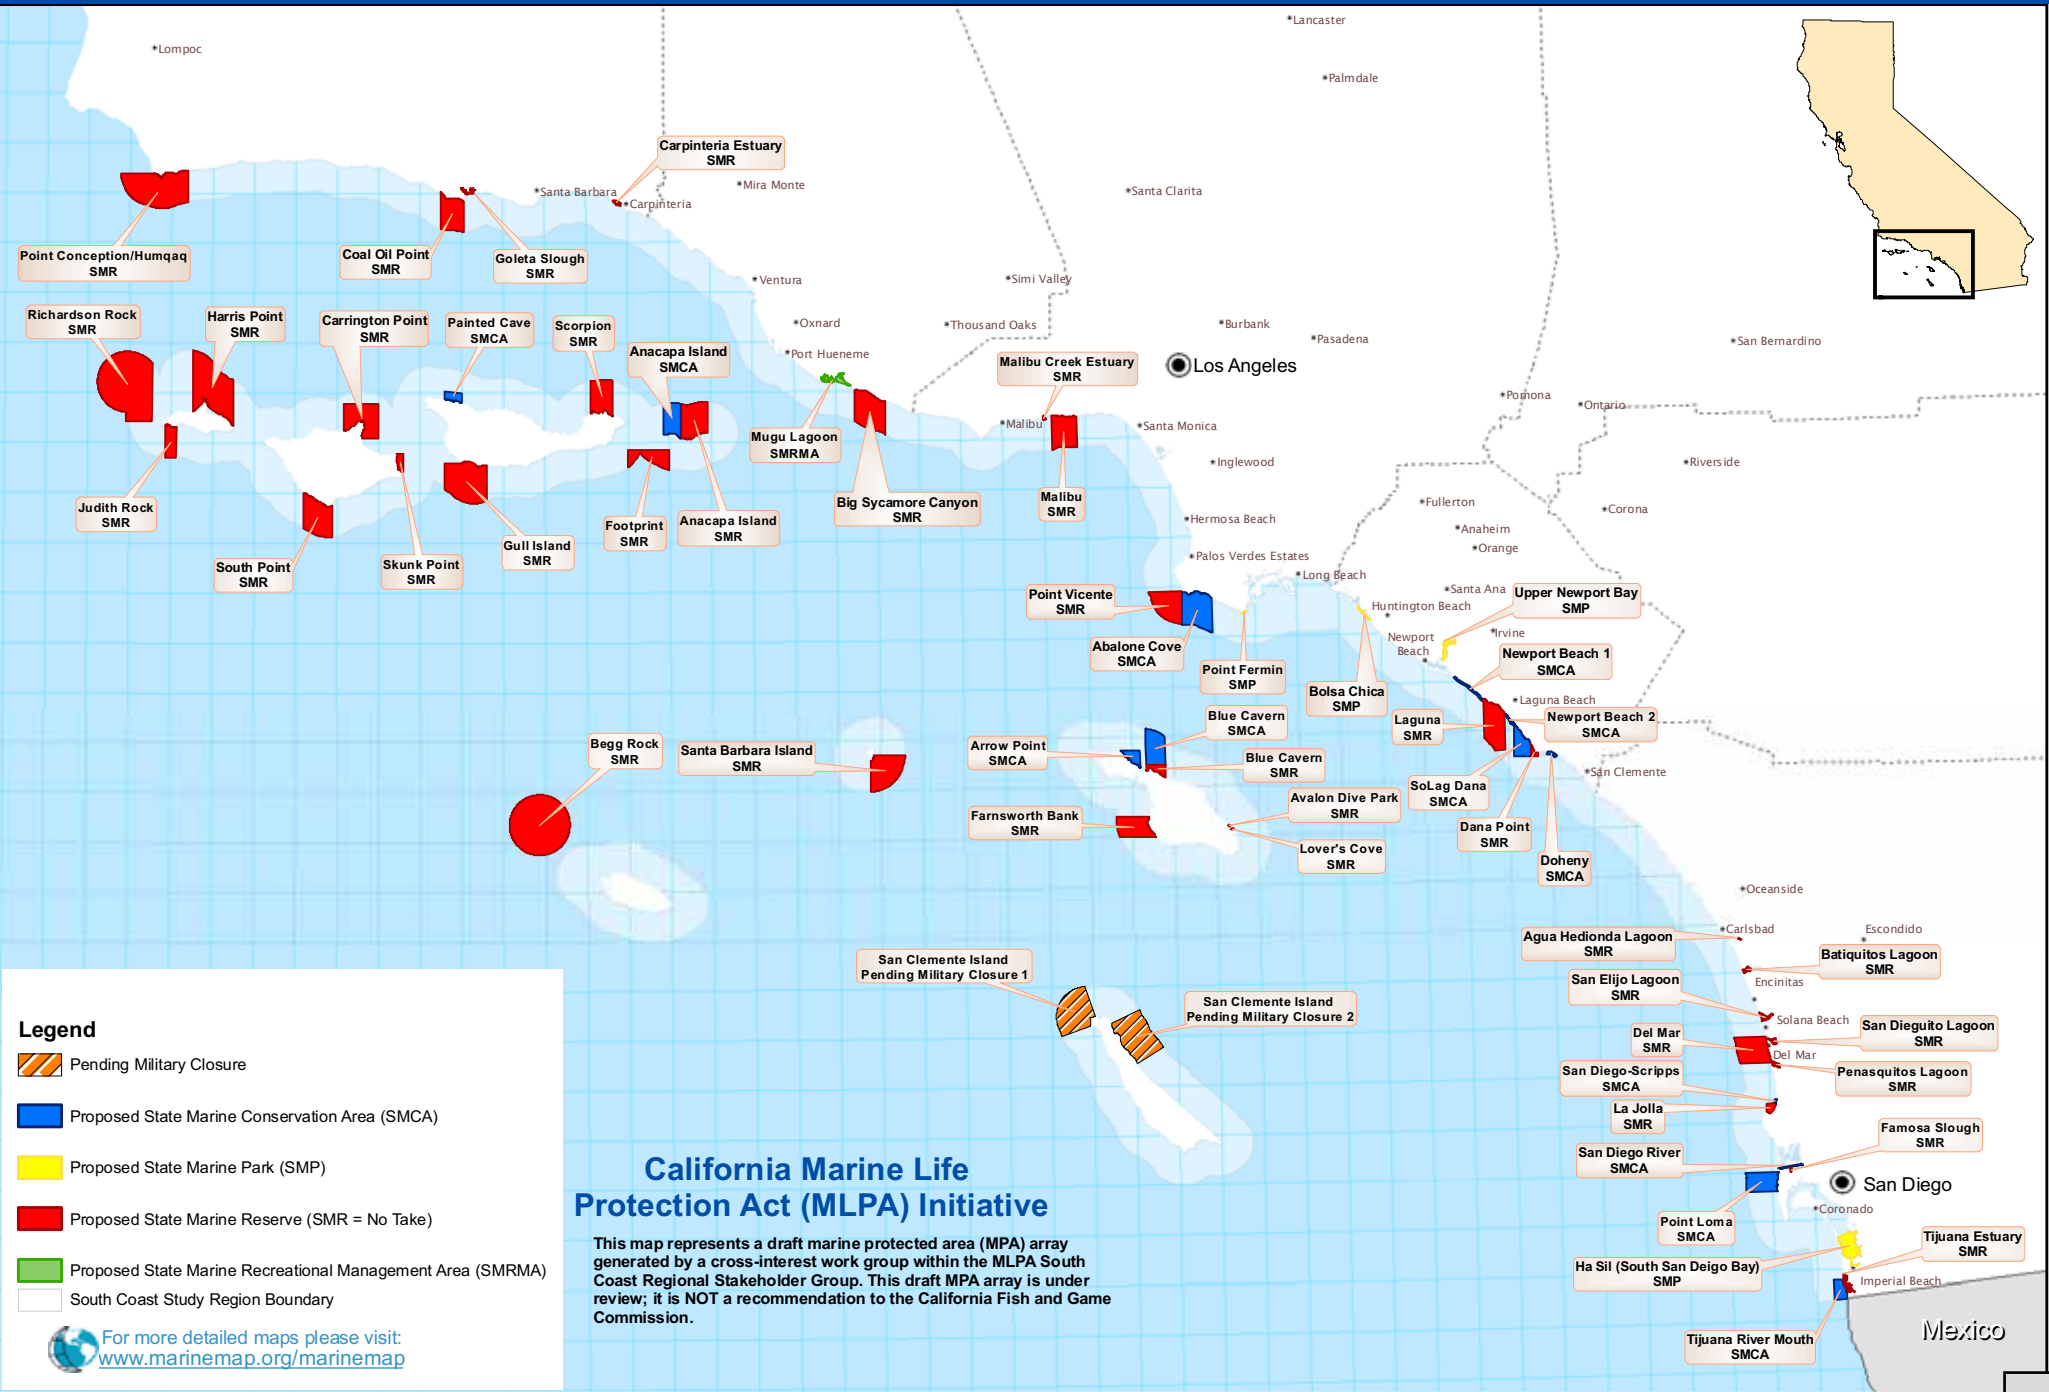 Lancaster
Lompoc
Palmdale
Carpinteria Estuary
SMR
Santa Barbara
Mira Monte
Santa Clarita
Carpinteria
Point Conception/Humqaq
SMR
Coal Oil Point
SMR
Goleta Slough
SMR
Ventura
Simi Valley
Richardson Rock
SMR
Harris Point
SMR
Carrington Point
SMR
Painted Cave
SMCA
Scorpion
SMR
Anacapa Island
SMCA
Oxnard
Thousand Oaks
Port Hueneme
Burbank
Pasadena
San Bernardino
Malibu Creek Estuary
SMR
Los Angeles
Pomona
Ontario
Malibu
Santa Monica
Mugu Lagoon
SMRMA
Inglewood
Riverside
Judith Rock
SMR
South Point
SMR
Skunk Point
SMR
Gull Island
SMR
Footprint
SMR
Anacapa Island
SMR
Big Sycamore Canyon
SMR
Malibu
SMR
Hermosa Beach
Fullerton
Corona
Anaheim
Orange
Palos Verdes Estates
Long Beach
Santa Ana
Point Vicente
SMR
Huntington Beach
Upper Newport Bay
SMP
Irvine
Newport
Beach
Abalone Cove
SMCA
Point Fermin
SMP
Bolsa Chica
SMP
Newport Beach 1
SMCA
Laguna Beach
Laguna
SMR
Newport Beach 2
SMCA
Begg Rock
SMR
Santa Barbara Island
SMR
Arrow Point
SMCA
Blue Cavern
SMCA
Blue Cavern
SMR
San Clemente
SoLag Dana
SMCA
Farnsworth Bank
SMR
Avalon Dive Park
SMR
Lover's Cove
SMR
Dana Point
SMR
Doheny
SMCA
Oceanside
Carlsbad
Escondido
Agua Hedionda Lagoon
SMR
Batiquitos Lagoon
SMR
San Elijo Lagoon
SMR
Encinitas
San Clemente Island
Pending Military Closure 1
San Clemente Island
Pending Military Closure 2
Solana Beach
Del Mar
SMR
San Dieguito Lagoon
SMR
Del Mar
San Diego-Scripps
SMCA
Penasquitos Lagoon
SMR
La Jolla
SMR
Famosa Slough
SMR
San Diego River
SMCA
San Diego
Coronado
Point Loma
SMCA
Tijuana Estuary
SMR
Ha Sil (South San Deigo Bay)
SMP
Imperial Beach
Tijuana River Mouth
SMCA
Mexico
Legend
Pending Military Closure
Proposed State Marine Conservation Area (SMCA)
Proposed State Marine Park (SMP)
Proposed State Marine Reserve (SMR = No Take)
Proposed State Marine Recreational Management Area (SMRMA)
South Coast Study Region Boundary
For more detailed maps please visit:
www.marinemap.org/marinemap
California Marine Life
Protection Act (MLPA) Initiative
This map represents a draft marine protected area (MPA) array
generated by a cross-interest work group within the MLPA South
Coast Regional Stakeholder Group. This draft MPA array is under
review; it is NOT a recommendation to the California Fish and Game
Commission.